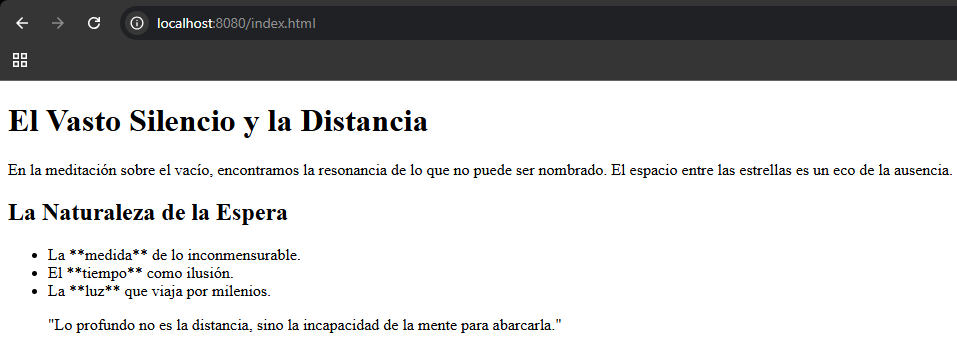 localhost:8080/index.html
El Vasto Silencio y la Distancia
En la meditación sobre el vacío, encontramos la resonancia de lo que no puede ser nombrado. El espacio entre las estrellas es un eco de la ausencia.
La Naturaleza de la Espera
• La **medida** de lo inconmensurable.
• El **tiempo** como ilusión.
• La **luz** que viaja por milenios.
"Lo profundo no es la distancia, sino la incapacidad de la mente para abarcarla."